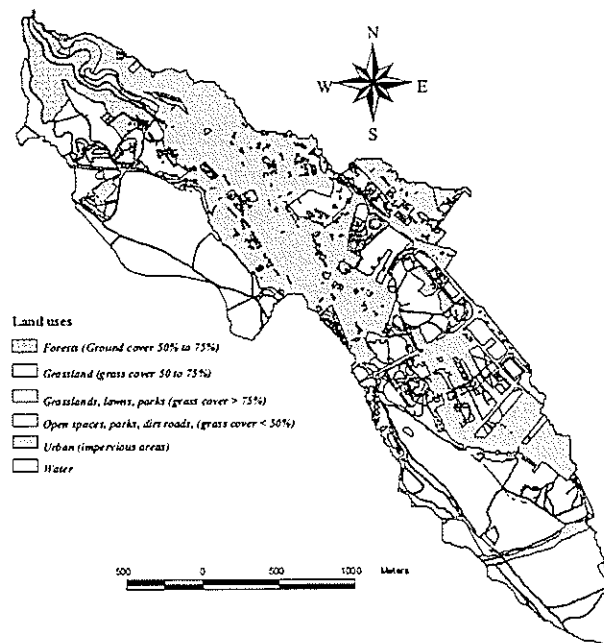 N
W E
S
Land uses
Forests (Ground cover 50% to 75%)
Grassland (grass cover 50 to 75%)
Grasslands, lawns, parks (grass cover > 75%)
Open spaces, parks, dirt roads, (grass cover < 50%)
Urban (impervious areas)
Water
500 0 500 1000 Meters